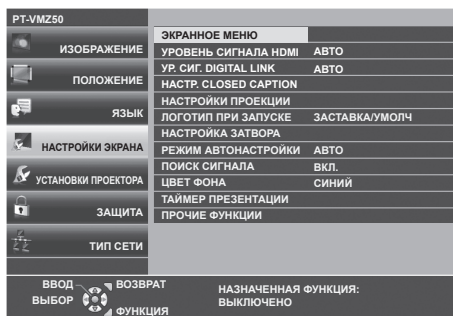 PT-VMZ50
ИЗОБРАЖЕНИЕ
ПОЛОЖЕНИЕ
ЯЗЫК
НАСТРОЙКИ ЭКРАНА
УСТАНОВКИ ПРОЕКТОРА
ЗАЩИТА
ТИП СЕТИ
ЭКРАННОЕ МЕНЮ
УРОВЕНЬ СИГНАЛА HDMI АВТО
УР. СИГ. DIGITAL LINK АВТО
НАСТР. CLOSED CAPTION
НАСТРОЙКИ ПРОЕКЦИИ
ЛОГОТИП ПРИ ЗАПУСКЕ ЗАСТАВКА/УМОЛЧ
НАСТРОЙКА ЗАТВОРА
РЕЖИМ АВТОНАСТРОЙКИ АВТО
ПОИСК СИГНАЛА ВКЛ.
ЦВЕТ ФОНА СИНИЙ
ТАЙМЕР ПРЕЗЕНТАЦИИ
ПРОЧИЕ ФУНКЦИИ
ВВОД ВОЗВРАТ
ВЫБОР
ФУНКЦИЯ
НАЗНАЧЕННАЯ ФУНКЦИЯ:
ВЫКЛЮЧЕНО